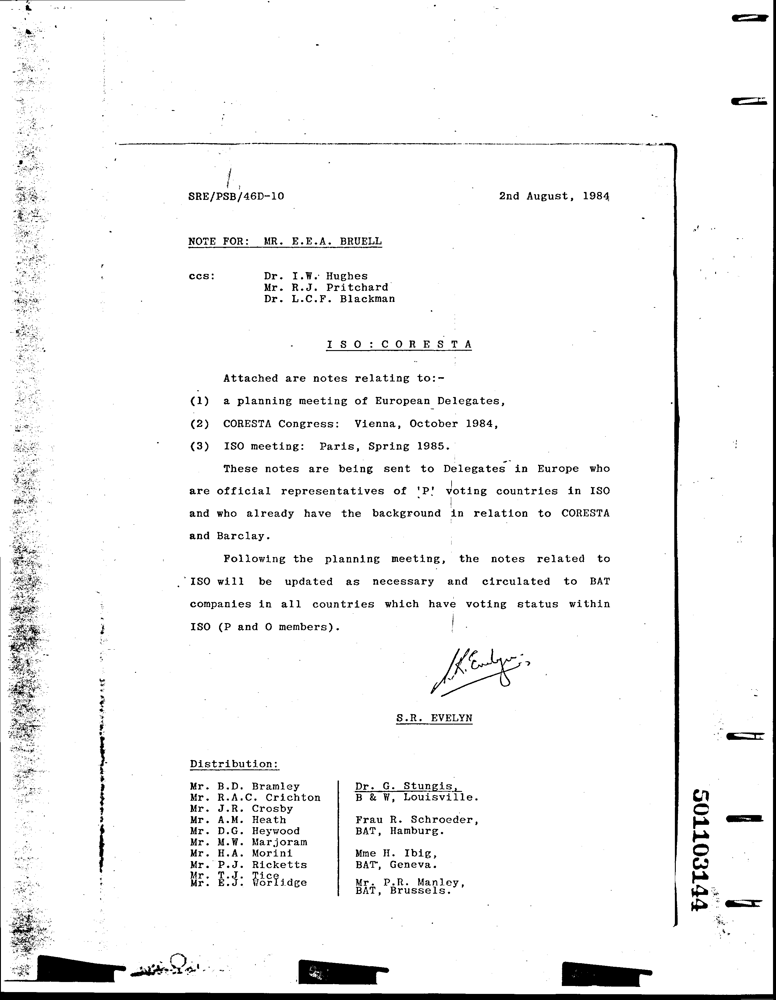 SRE/PSB/46D-10 2nd August, 1984
NOTE FOR: MR. E.E.A. BRUELL
ccs: Dr. I.W. Hughes
Mr. R.J. Pritchard
Dr. L.C.F. Blackman
I S O : C O R E S T A
Attached are notes relating to:-
(1) a planning meeting of European Delegates,
(2) CORESTA Congress: Vienna, October 1984,
(3) ISO meeting: Paris, Spring 1985.
These notes are being sent to Delegates in Europe who
are official representatives of 'P' voting countries in ISO
and who already have the background in relation to CORESTA
and Barclay.
Following the planning meeting, the notes related to
ISO will be updated as necessary and circulated to BAT
companies in all countries which have voting status within
ISO (P and O members).
S.R. EVELYN
Distribution:
Mr. B.D. Bramley
Mr. R.A.C. Crichton
Mr. J.R. Crosby
Mr. A.M. Heath
Mr. D.G. Heywood
Mr. M.W. Marjoram
Mr. H.A. Morini
Mr. P.J. Ricketts
Mr. T.J. Tice
Mr. E.J. Worlidge
Dr. G. Stungis,
B & W, Louisville.
Frau R. Schroeder,
BAT, Hamburg.
Mme H. Ibig,
BAT, Geneva.
Mr. P.R. Manley,
BAT, Brussels.
501103144